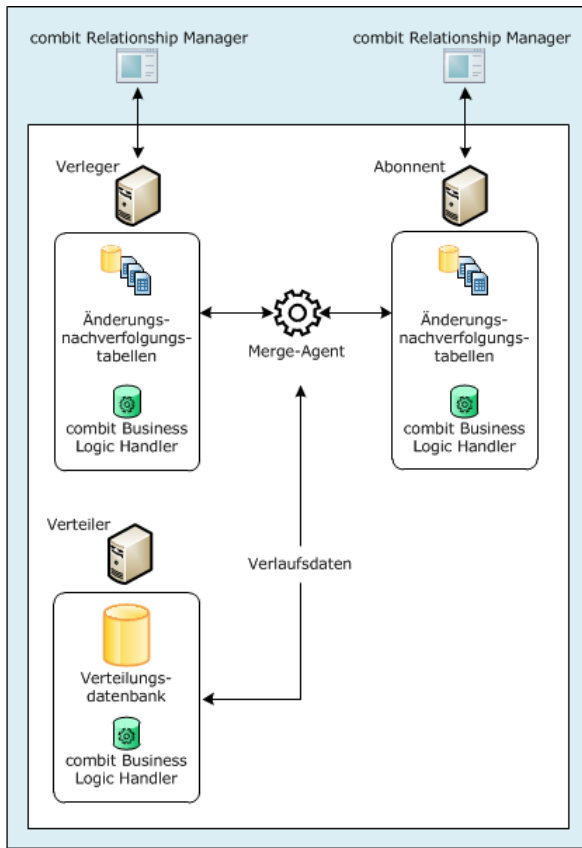 combit Relationship Manager
combit Relationship Manager
Verleger
Abonnent
Änderungs-
nachverfolgungs-
tabellen
combit Business
Logic Handler
Merge-Agent
Änderungs-
nachverfolgungs-
tabellen
combit Business
Logic Handler
Verteiler
Verlaufsdaten
Verteilungs-
datenbank
combit Business
Logic Handler